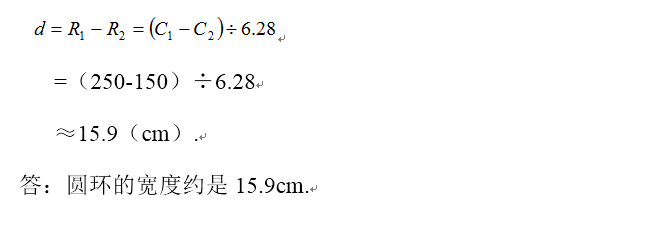 d = R₁ − R₂ = (C₁ − C₂) ÷ 6.28
=（250-150）÷6.28
≈15.9（cm）.
答：圆环的宽度约是 15.9cm.